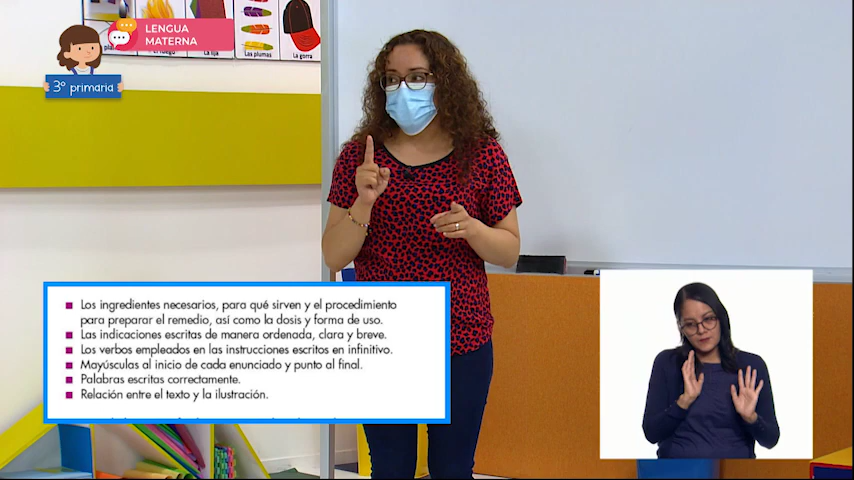 LENGUA
MATERNA
La tija
Las plumas
La gorra
3° primaria
Los ingredientes necesarios, para qué sirven y el procedimiento
para preparar el remedio, así como la dosis y forma de uso.
Las indicaciones escritas de manera ordenada, clara y breve.
Los verbos empleados en las instrucciones escritos en infinitivo.
Mayúsculas al inicio de cada enunciado y punto al final.
Palabras escritas correctamente.
Relación entre el texto y la ilustración.